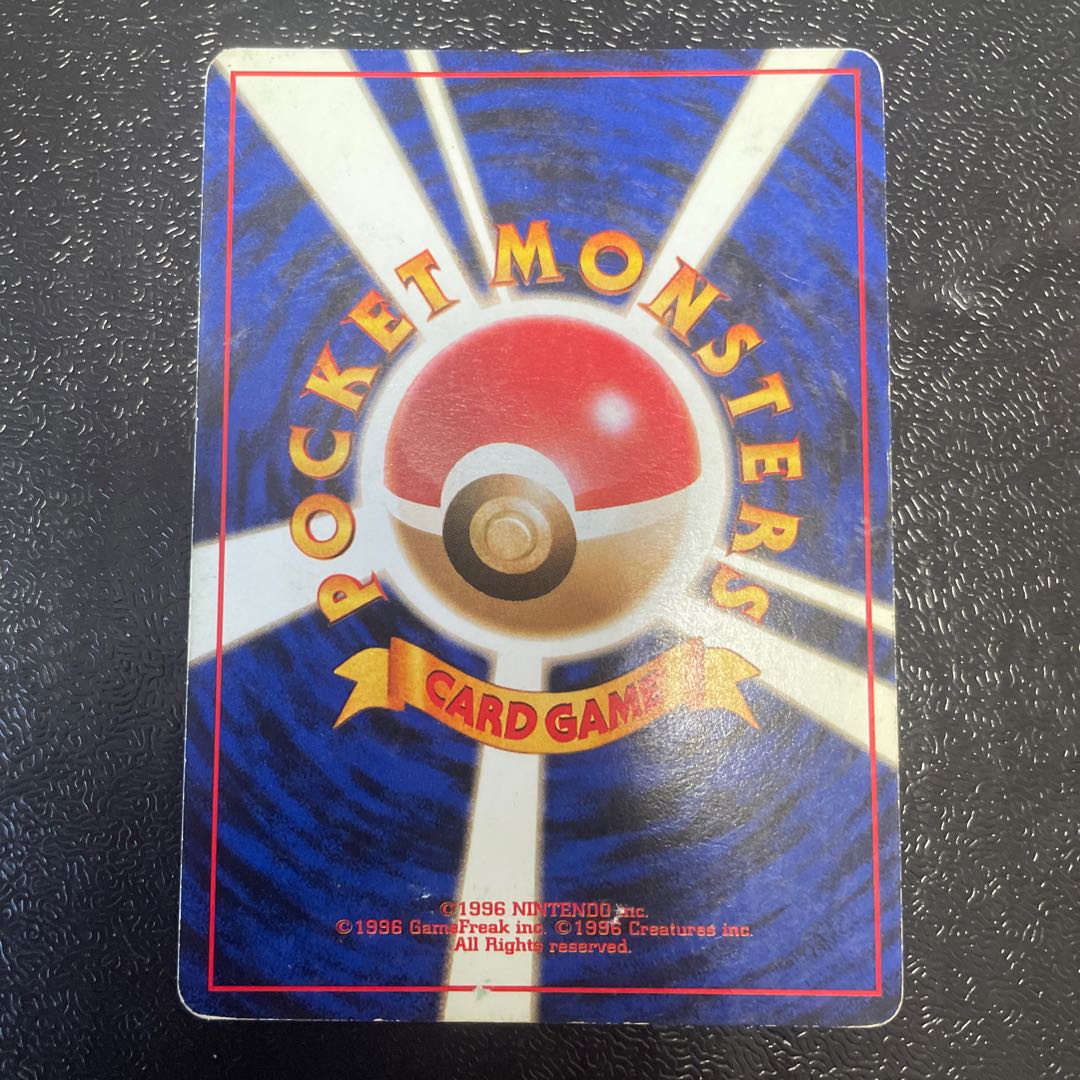 POCKET MONSTERS
CARD GAME
©1996 NINTENDO inc.
©1996 GameFreak inc. ©1996 Creatures inc.
All Rights reserved.